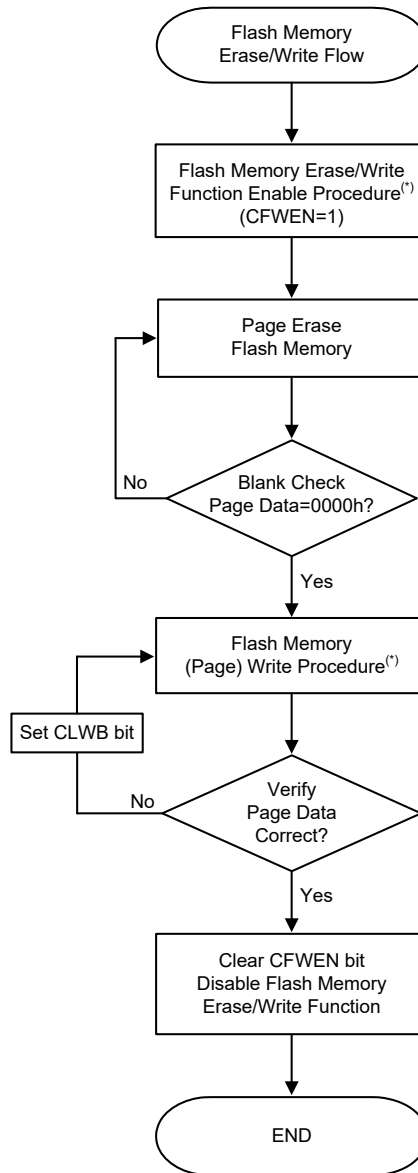 Flash Memory
Erase/Write Flow
Flash Memory Erase/Write
Function Enable Procedure(*)
(CFWEN=1)
Page Erase
Flash Memory
No
Blank Check
Page Data=0000h?
Yes
Flash Memory
(Page) Write Procedure(*)
Set CLWB bit
No
Verify
Page Data
Correct?
Yes
Clear CFWEN bit
Disable Flash Memory
Erase/Write Function
END